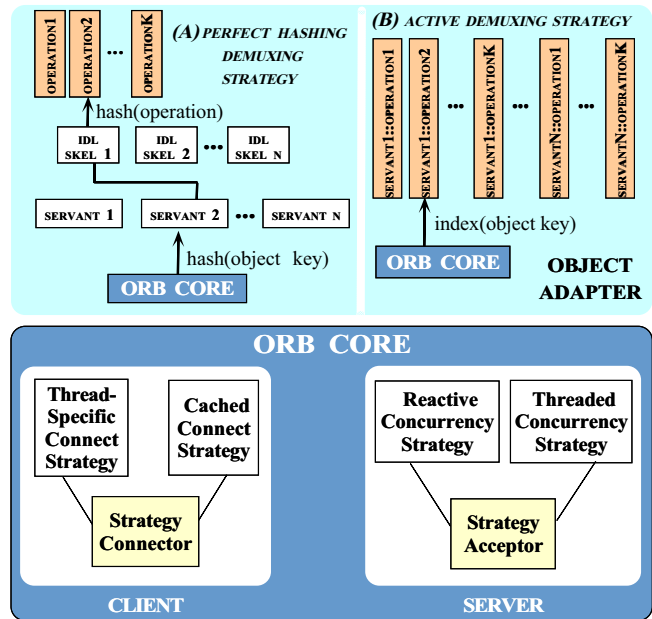 (A) PERFECT HASHING
DEMUXING
STRATEGY
OPERATION1
OPERATION2
...
OPERATIONK
hash(operation)
IDL
SKEL 1
IDL
SKEL 2
...
IDL
SKEL N
SERVANT 1
SERVANT 2
...
SERVANT N
hash(object key)
ORB CORE
(B) ACTIVE DEMUXING STRATEGY
SERVANT1::OPERATION1
SERVANT1::OPERATION2
...
SERVANT1::OPERATIONK
...
SERVANTN::OPERATION1
...
SERVANTN::OPERATIONK
index(object key)
ORB CORE
OBJECT
ADAPTER
ORB CORE
Thread-
Specific
Connect
Strategy
Cached
Connect
Strategy
Strategy
Connector
CLIENT
Reactive
Concurrency
Strategy
Threaded
Concurrency
Strategy
Strategy
Acceptor
SERVER